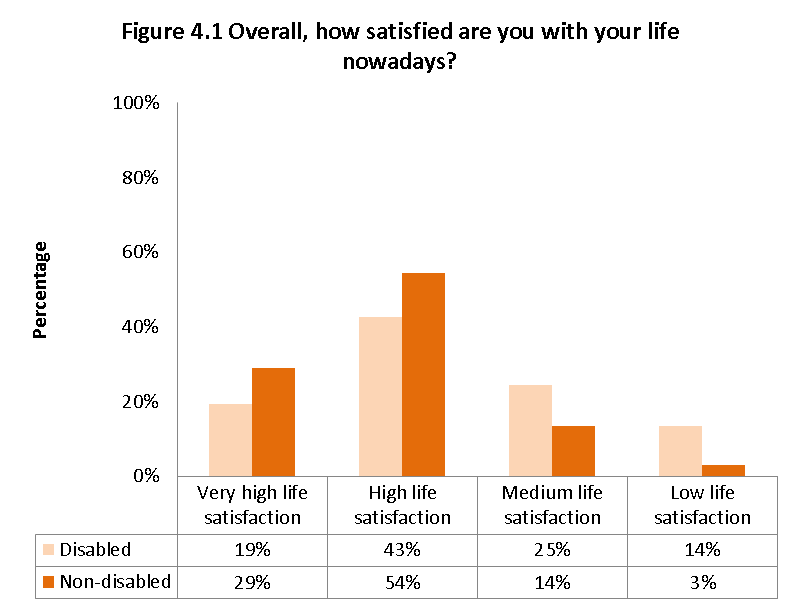 Figure 4.1 Overall, how satisfied are you with your life
nowadays?
100%
80%
60%
40%
20%
0%
Percentage
Very high life
satisfaction
High life
satisfaction
Medium life
satisfaction
Low life
satisfaction
Disabled 19% 43% 25% 14%
Non-disabled 29% 54% 14% 3%